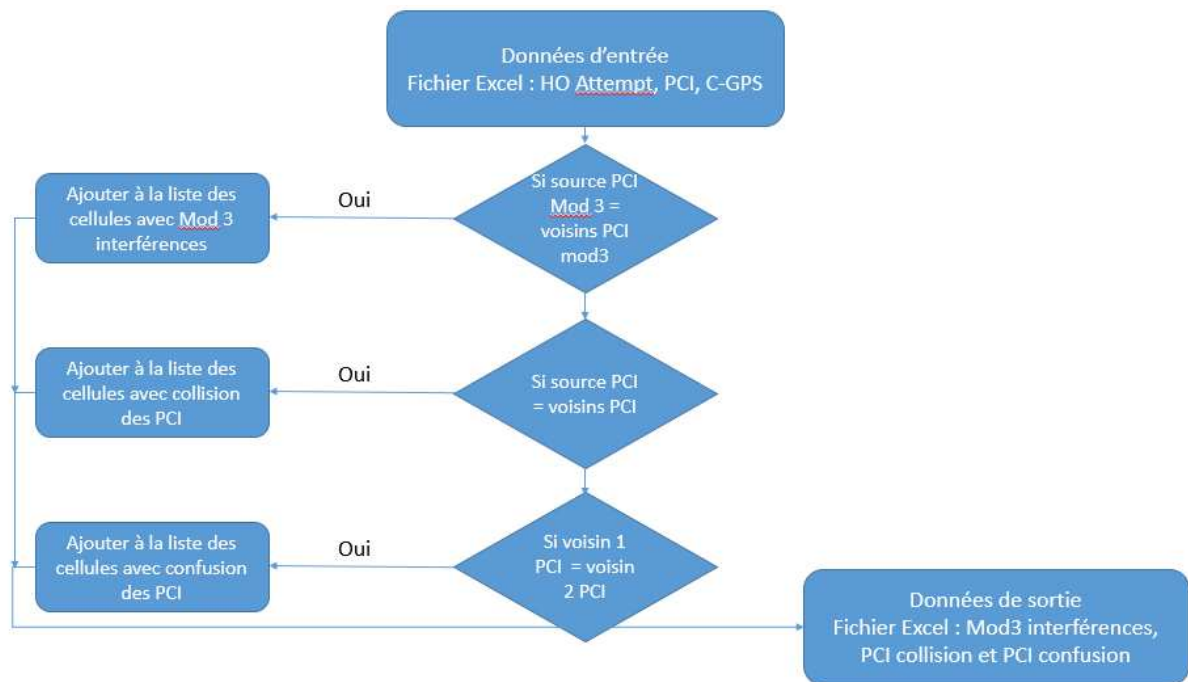 Données d'entrée
Fichier Excel : HO Attempt, PCI, C-GPS
Si source PCI
Mod 3 =
voisins PCI
mod3
Oui
Ajouter à la liste des
cellules avec Mod 3
interférences
Si source PCI
= voisins PCI
Oui
Ajouter à la liste des
cellules avec collision
des PCI
Si voisin 1
PCI = voisin
2 PCI
Oui
Ajouter à la liste des
cellules avec confusion
des PCI
Données de sortie
Fichier Excel : Mod3 interférences,
PCI collision et PCI confusion